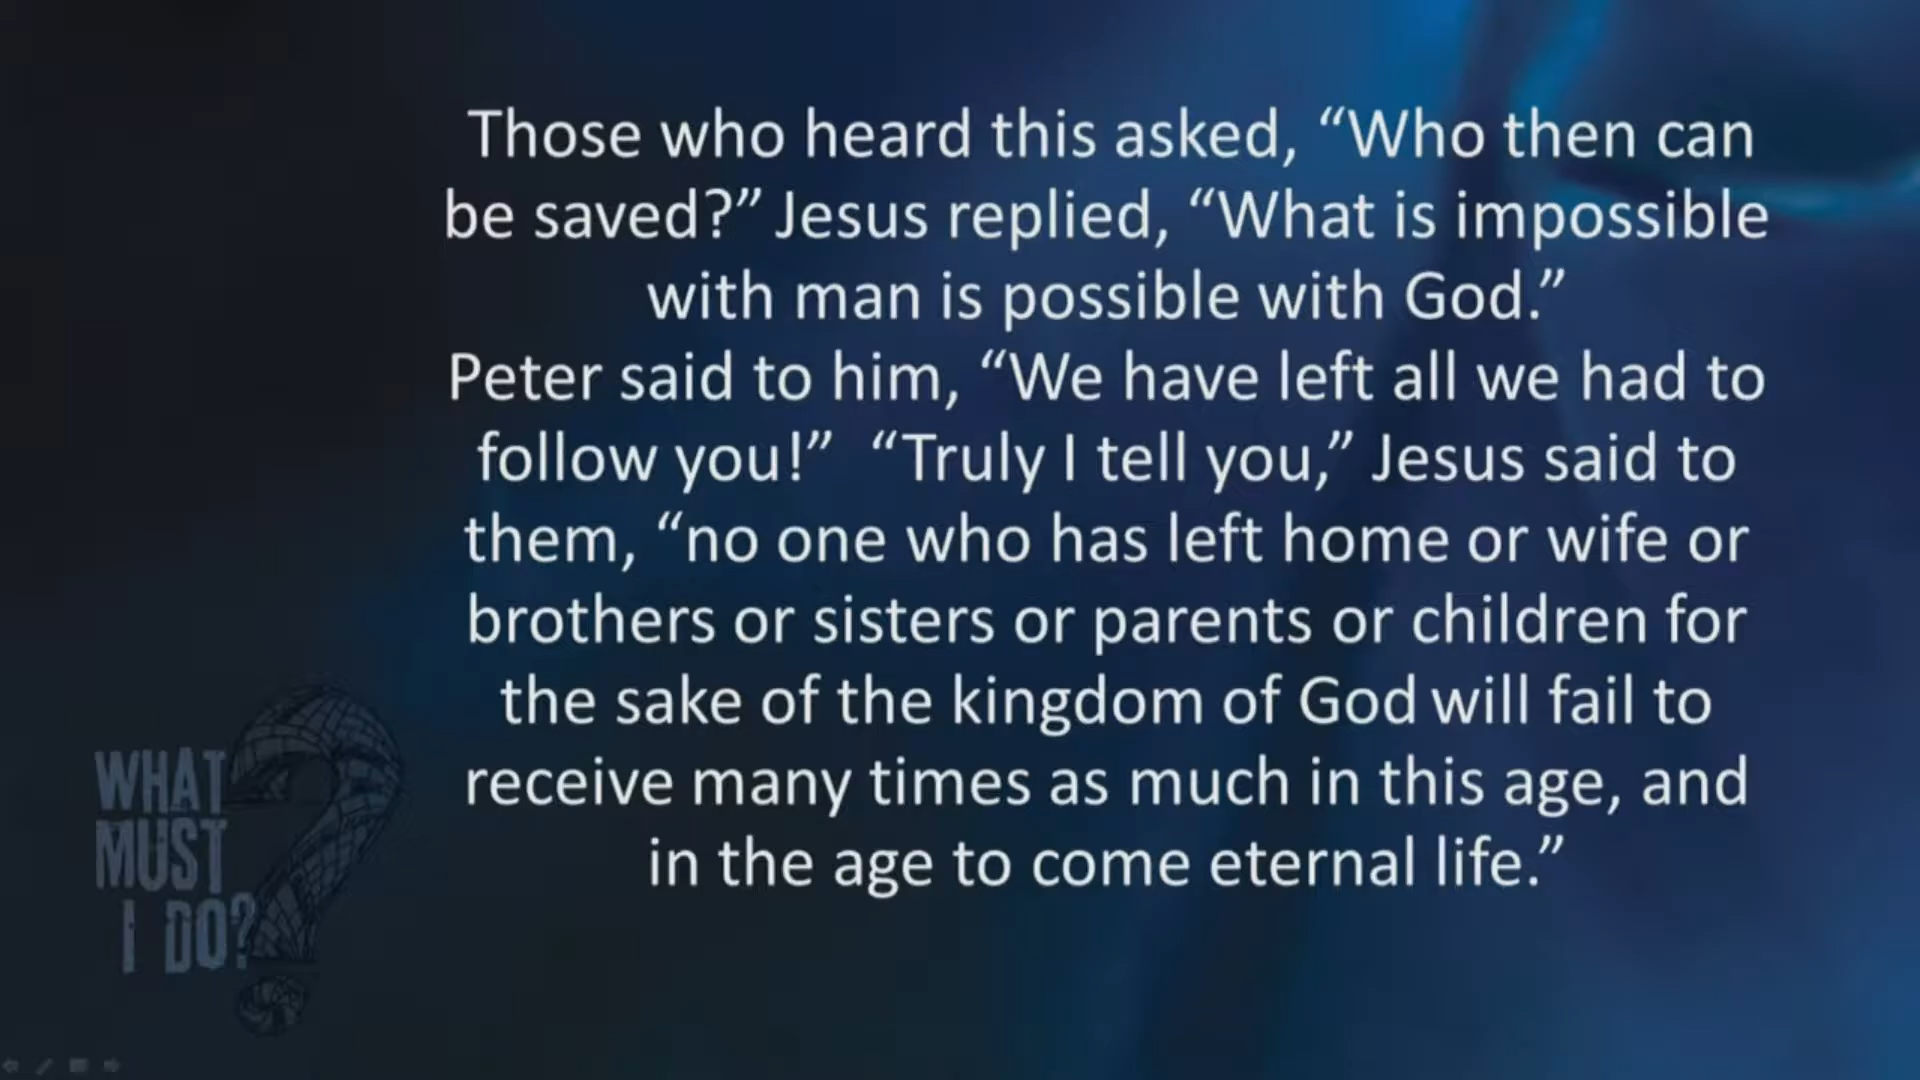 Those who heard this asked, “Who then can
be saved?” Jesus replied, “What is impossible
with man is possible with God.”
Peter said to him, “We have left all we had to
follow you!”  “Truly I tell you,” Jesus said to
them, “no one who has left home or wife or
brothers or sisters or parents or children for
the sake of the kingdom of God will fail to
receive many times as much in this age, and
in the age to come eternal life.”
WHAT
MUST
I DO?